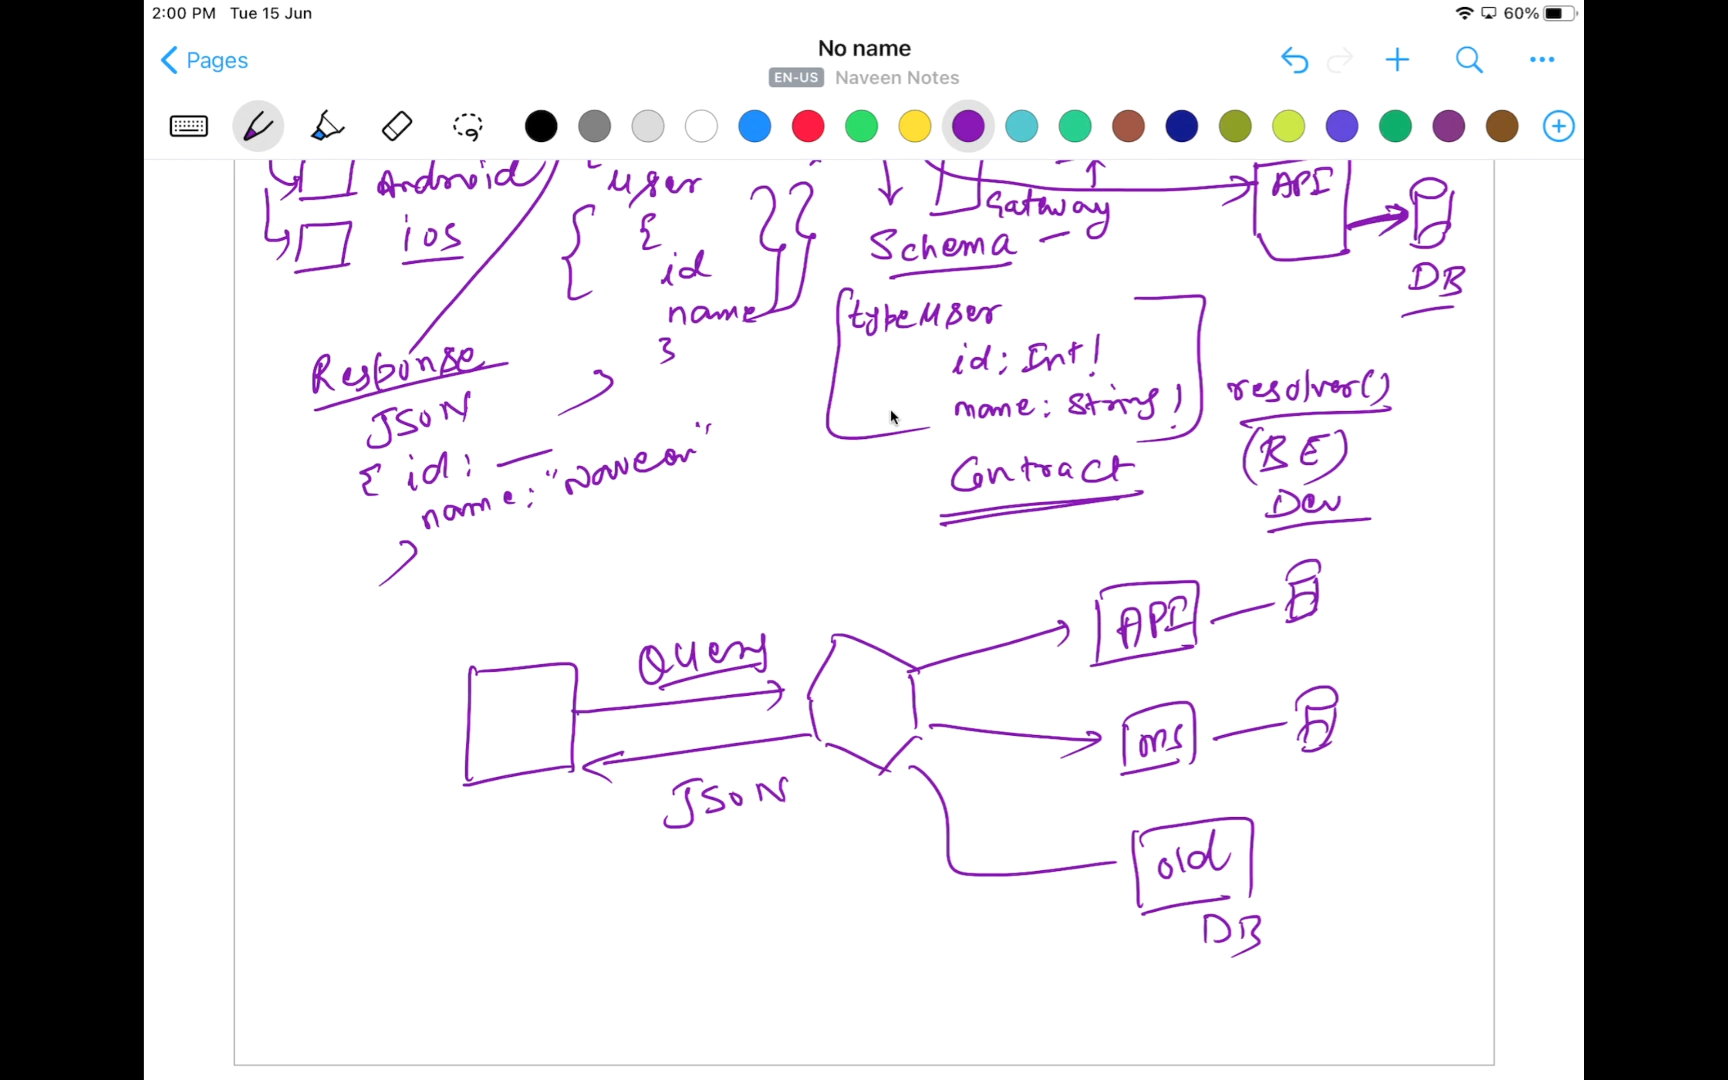 2:00 PM Tue 15 Jun
60%
Pages
No name
EN-US Naveen Notes
Android
ios
user
{ {
id
name
}
}}
Gateway
Schema -
API
DB
type User
id: Int!
name: String!
Contract
resolver()
(BE)
Dev
Response
JSON
{ id: —
name: "Naveen"
}
Query
JSON
API
ms
old
DB